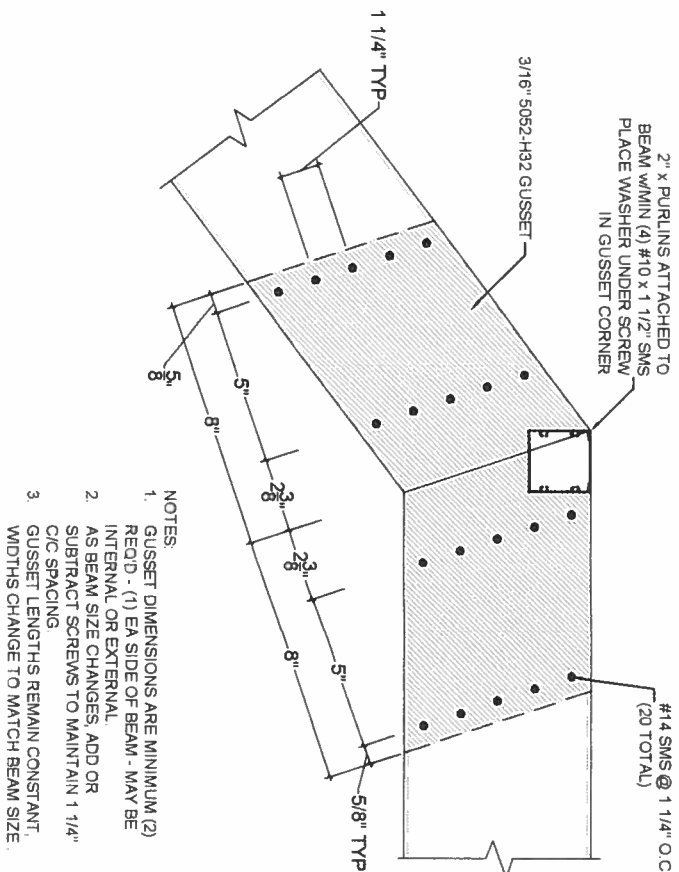 2" x PURLINS ATTACHED TO
BEAM W/MIN (4) #10 x 1 1/2" SMS
PLACE WASHER UNDER SCREW
IN GUSSET CORNER
#14 SMS @ 1 1/4" O.C
(20 TOTAL)
3/16" 5052-H32 GUSSET
1 1/4" TYP
5/8"
5"
8"
2 3/8"
2 3/8"
5"
8"
5/8" TYP
NOTES:
1. GUSSET DIMENSIONS ARE MINIMUM (2)
REQ'D - (1) EA SIDE OF BEAM - MAY BE
INTERNAL OR EXTERNAL.
2. AS BEAM SIZE CHANGES, ADD OR
SUBTRACT SCREWS TO MAINTAIN 1 1/4"
C/C SPACING.
3. GUSSET LENGTHS REMAIN CONSTANT,
WIDTHS CHANGE TO MATCH BEAM SIZE.